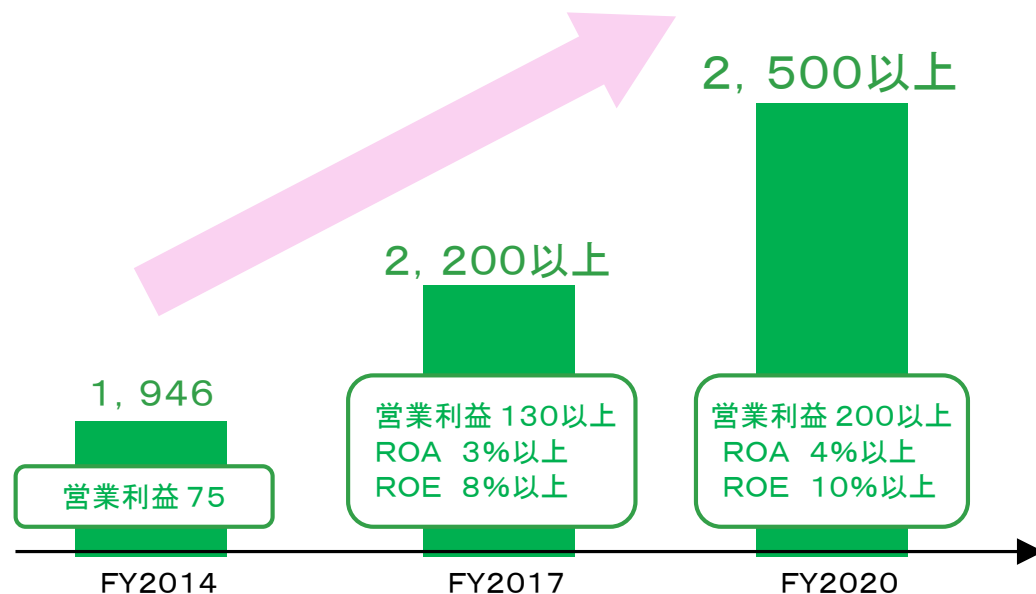 2，500以上
2，200以上
1，946
営業利益 75
営業利益 130以上
ROA 3%以上
ROE 8%以上
営業利益 200以上
ROA 4%以上
ROE 10%以上
FY2014
FY2017
FY2020